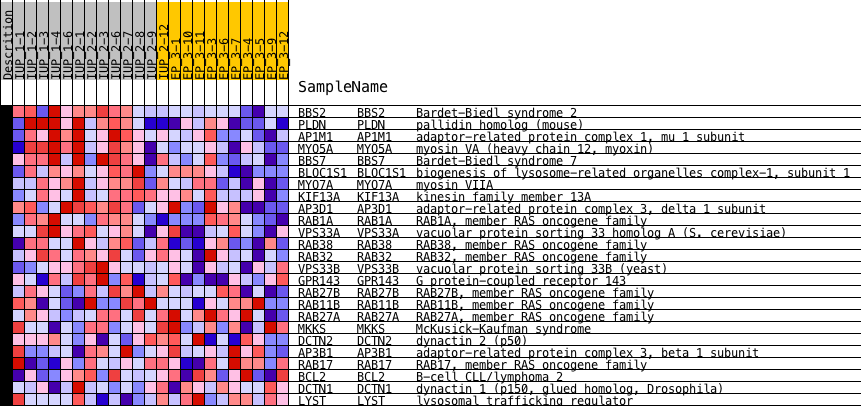 Descrition
IUP_1-1
IUP_1-2
IUP_1-3
IUP_1-4
IUP_1-6
IUP_2-1
IUP_2-2
IUP_2-3
IUP_2-6
IUP_2-7
IUP_2-8
IUP_2-9
IUP_2-12
EP_3-1
EP_3-10
EP_3-11
EP_3-3
EP_3-6
EP_3-7
EP_3-4
EP_3-5
EP_3-9
EP_3-12
SampleName
BBS2 BBS2 Bardet-Biedl syndrome 2
PLDN PLDN pallidin homolog (mouse)
AP1M1 AP1M1 adaptor-related protein complex 1, mu 1 subunit
MYO5A MYO5A myosin VA (heavy chain 12, myoxin)
BBS7 BBS7 Bardet-Biedl syndrome 7
BLOC1S1 BLOC1S1 biogenesis of lysosome-related organelles complex-1, subunit 1
MYO7A MYO7A myosin VIIA
KIF13A KIF13A kinesin family member 13A
AP3D1 AP3D1 adaptor-related protein complex 3, delta 1 subunit
RAB1A RAB1A RAB1A, member RAS oncogene family
VPS33A VPS33A vacuolar protein sorting 33 homolog A (S. cerevisiae)
RAB38 RAB38 RAB38, member RAS oncogene family
RAB32 RAB32 RAB32, member RAS oncogene family
VPS33B VPS33B vacuolar protein sorting 33B (yeast)
GPR143 GPR143 G protein-coupled receptor 143
RAB27B RAB27B RAB27B, member RAS oncogene family
RAB11B RAB11B RAB11B, member RAS oncogene family
RAB27A RAB27A RAB27A, member RAS oncogene family
MKKS MKKS McKusick-Kaufman syndrome
DCTN2 DCTN2 dynactin 2 (p50)
AP3B1 AP3B1 adaptor-related protein complex 3, beta 1 subunit
RAB17 RAB17 RAB17, member RAS oncogene family
BCL2 BCL2 B-cell CLL/lymphoma 2
DCTN1 DCTN1 dynactin 1 (p150, glued homolog, Drosophila)
LYST LYST lysosomal trafficking regulator